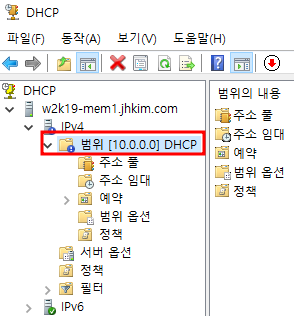 DHCP
파일(F) 동작(A) 보기(V) 도움말(H)
DHCP
w2k19-mem1.jhkim.com
IPv4
범위 [10.0.0.0] DHCP
주소 풀
주소 임대
예약
범위 옵션
정책
서버 옵션
정책
필터
IPv6
범위의 내용
주소 풀
주소 임대
예약
범위 옵션
정책